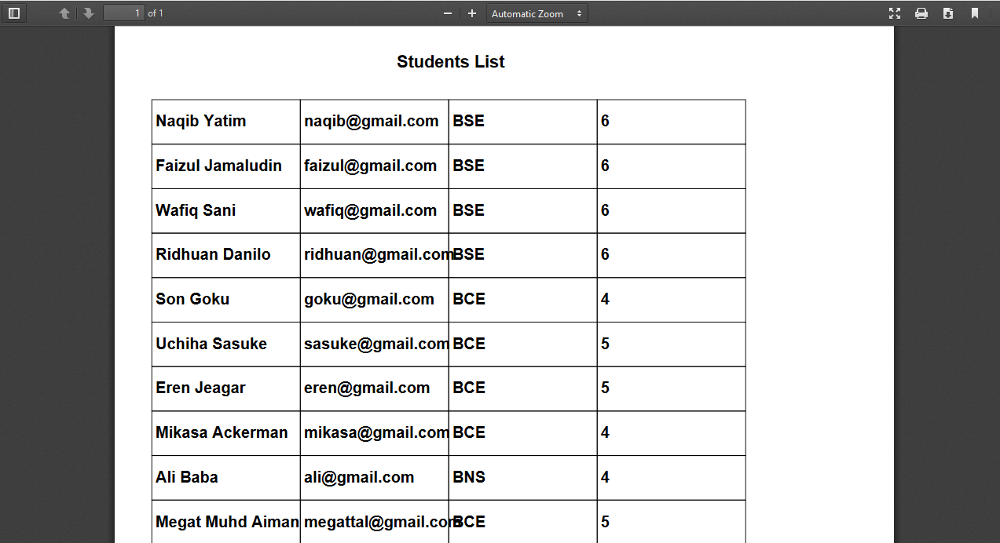 1 of 1 Automatic Zoom
Students List
Naqib Yatim naqib@gmail.com BSE 6
Faizul Jamaludin faizul@gmail.com BSE 6
Wafiq Sani wafiq@gmail.com BSE 6
Ridhuan Danilo ridhuan@gmail.com BSE 6
Son Goku goku@gmail.com BCE 4
Uchiha Sasuke sasuke@gmail.com BCE 5
Eren Jeagar eren@gmail.com BCE 5
Mikasa Ackerman mikasa@gmail.com BCE 4
Ali Baba ali@gmail.com BNS 4
Megat Muhd Aiman megattal@gmail.com BCE 5